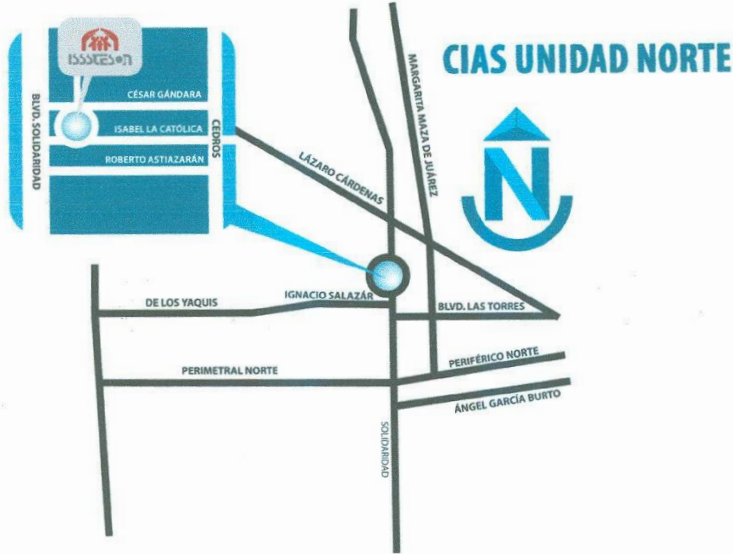 ISSSTESON
CÉSAR GÁNDARA
ISABEL LA CATÓLICA
ROBERTO ASTIAZARÁN
BLVD. SOLIDARIDAD
CEDROS
CIAS UNIDAD NORTE
N
MARGARITA MAZA DE JUÁREZ
LÁZARO CÁRDENAS
DE LOS YAQUIS
IGNACIO SALAZÁR
BLVD. LAS TORRES
PERIMETRAL NORTE
PERIFÉRICO NORTE
ÁNGEL GARCÍA BURTO
SOLIDARIDAD